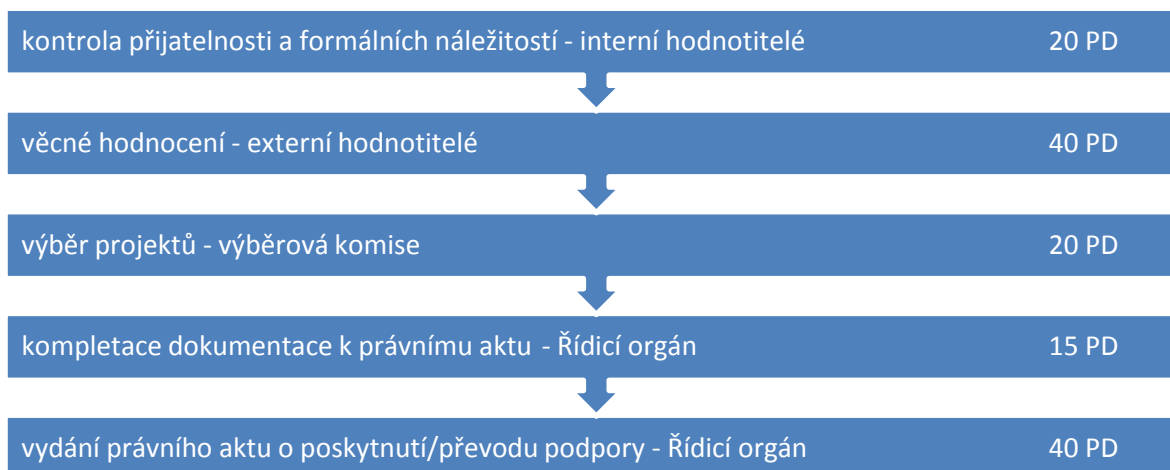 kontrola přijatelnosti a formálních náležitostí - interní hodnotitelé 20 PD
věcné hodnocení - externí hodnotitelé 40 PD
výběr projektů - výběrová komise 20 PD
kompletace dokumentace k právnímu aktu - Řídicí orgán 15 PD
vydání právního aktu o poskytnutí/převodu podpory - Řídicí orgán 40 PD